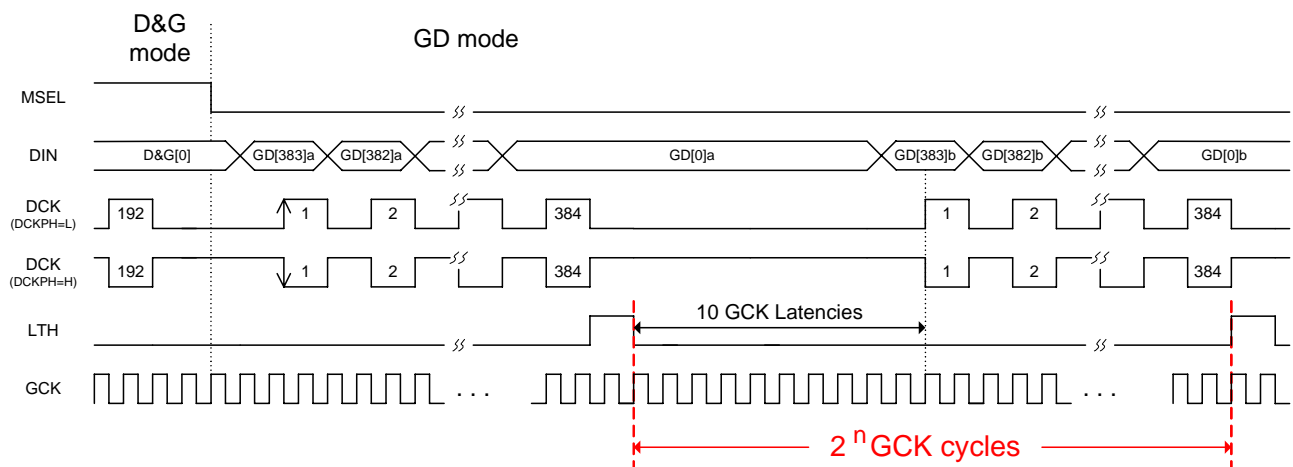 D&G
mode
GD mode
MSEL
DIN
D&G[0]
GD[383]a
GD[382]a
GD[0]a
GD[383]b
GD[382]b
GD[0]b
DCK
(DCKPH=L)
192
1
2
384
1
2
384
DCK
(DCKPH=H)
192
1
2
384
1
2
384
LTH
10 GCK Latencies
GCK
. . .
. . .
2 n GCK cycles